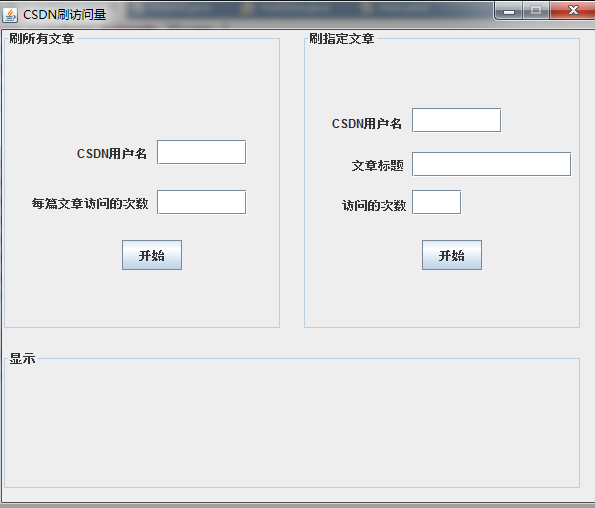 CSDN刷访问量
刷所有文章
CSDN用户名
每篇文章访问的次数
开始
刷指定文章
CSDN用户名
文章标题
访问的次数
开始
显示